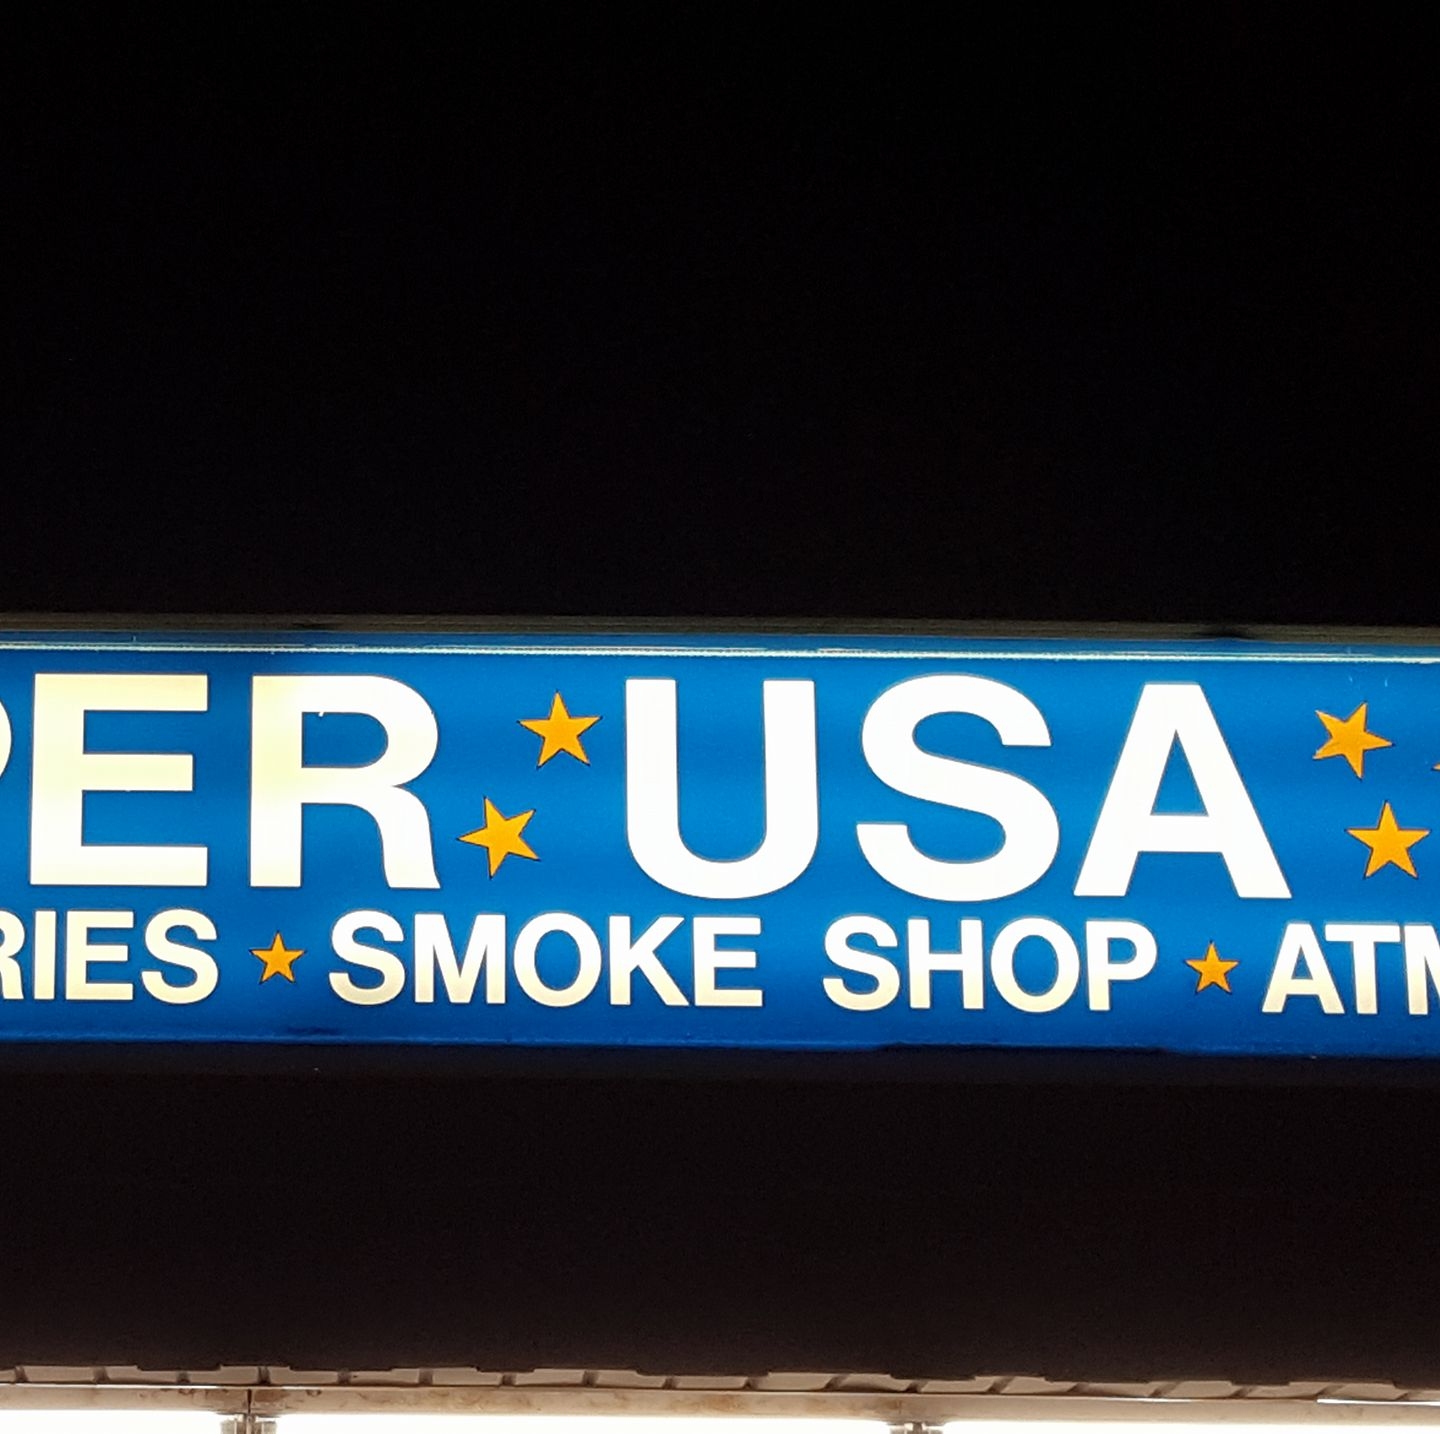 PER ★ ★ USA ★ ★
RIES ★ SMOKE SHOP ★ ATM